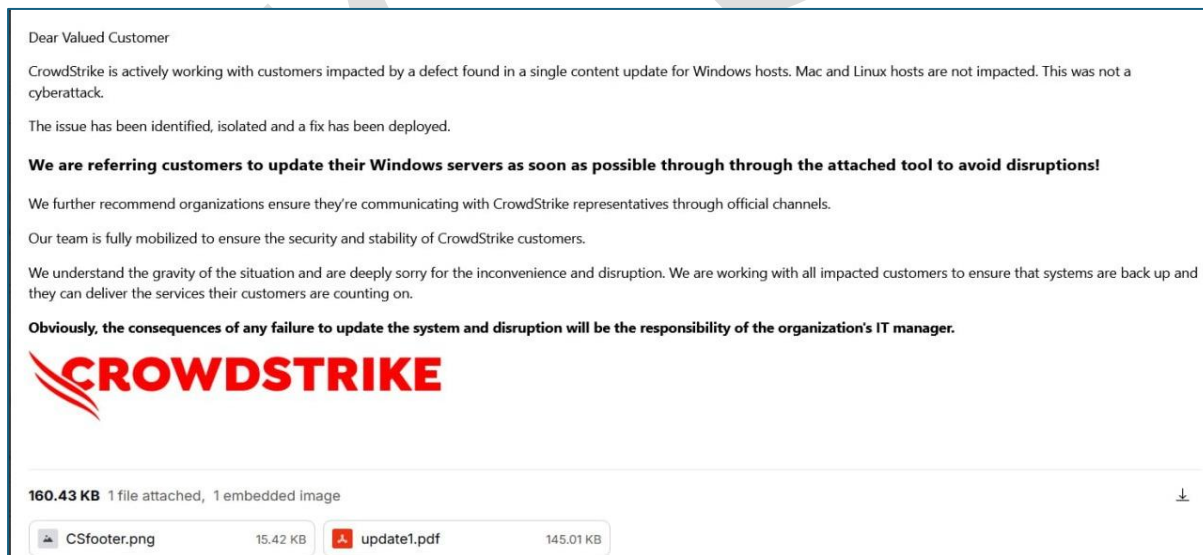 Dear Valued Customer
CrowdStrike is actively working with customers impacted by a defect found in a single content update for Windows hosts. Mac and Linux hosts are not impacted. This was not a
cyberattack.
The issue has been identified, isolated and a fix has been deployed.
We are referring customers to update their Windows servers as soon as possible through through the attached tool to avoid disruptions!
We further recommend organizations ensure they're communicating with CrowdStrike representatives through official channels.
Our team is fully mobilized to ensure the security and stability of CrowdStrike customers.
We understand the gravity of the situation and are deeply sorry for the inconvenience and disruption. We are working with all impacted customers to ensure that systems are back up and
they can deliver the services their customers are counting on.
Obviously, the consequences of any failure to update the system and disruption will be the responsibility of the organization's IT manager.
CROWDSTRIKE
160.43 KB 1 file attached, 1 embedded image
CSfooter.png 15.42 KB update1.pdf 145.01 KB